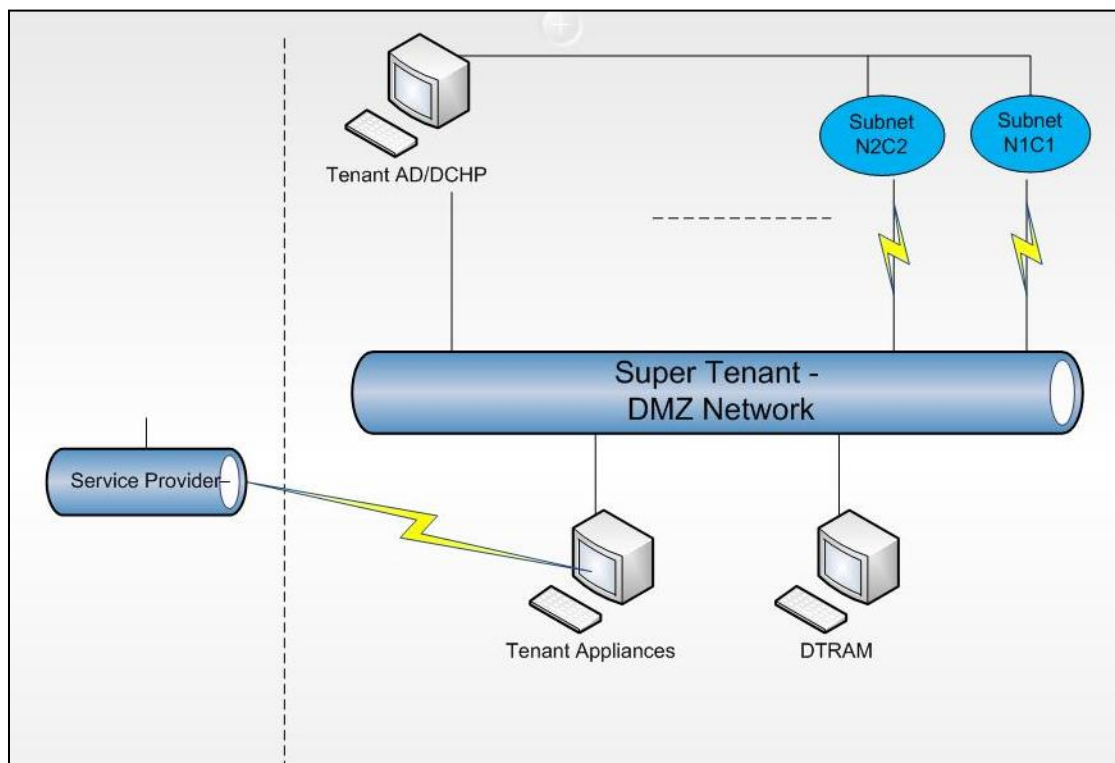 Subnet
N2C2
Subnet
N1C1
Tenant AD/DCHP
Super Tenant -
DMZ Network
Service Provider–
Tenant Appliances
DTRAM